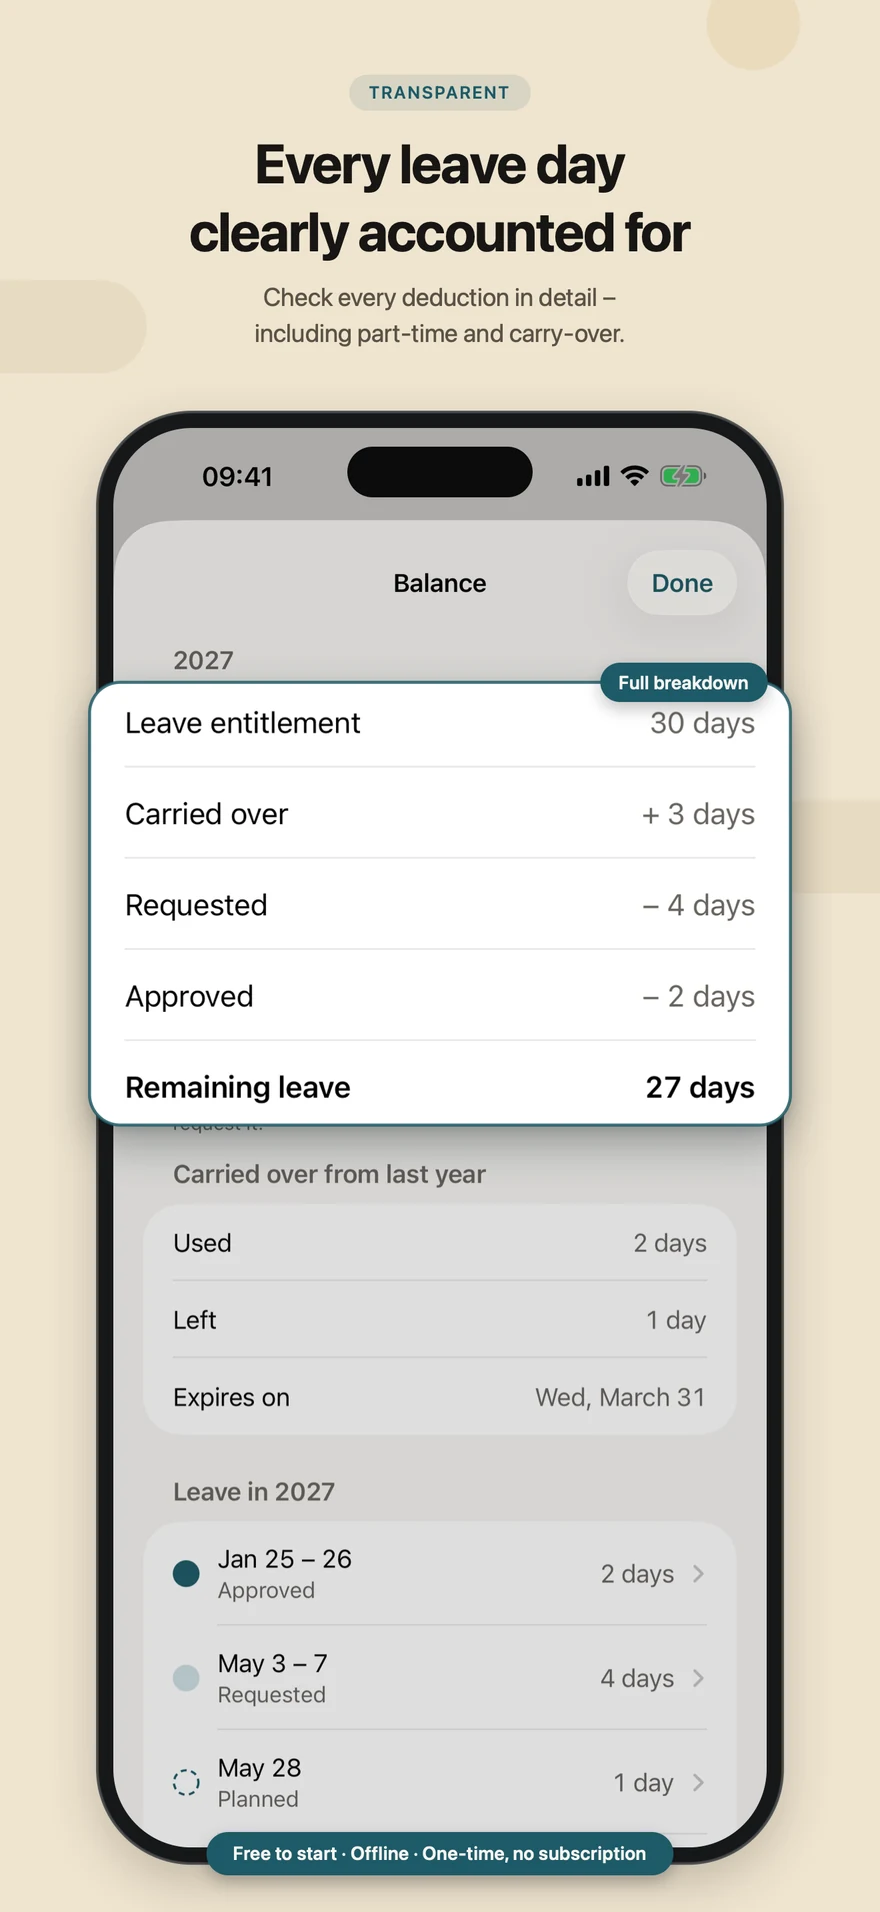 TRANSPARENT
Every leave day
clearly accounted for
Check every deduction in detail –
including part-time and carry-over.
09:41
Balance
Done
2027
Full breakdown
Leave entitlement 30 days
Carried over + 3 days
Requested – 4 days
Approved – 2 days
Remaining leave 27 days
request it.
Carried over from last year
Used 2 days
Left 1 day
Expires on Wed, March 31
Leave in 2027
Jan 25 – 26
Approved
2 days
May 3 – 7
Requested
4 days
May 28
Planned
1 day
Free to start · Offline · One-time, no subscription